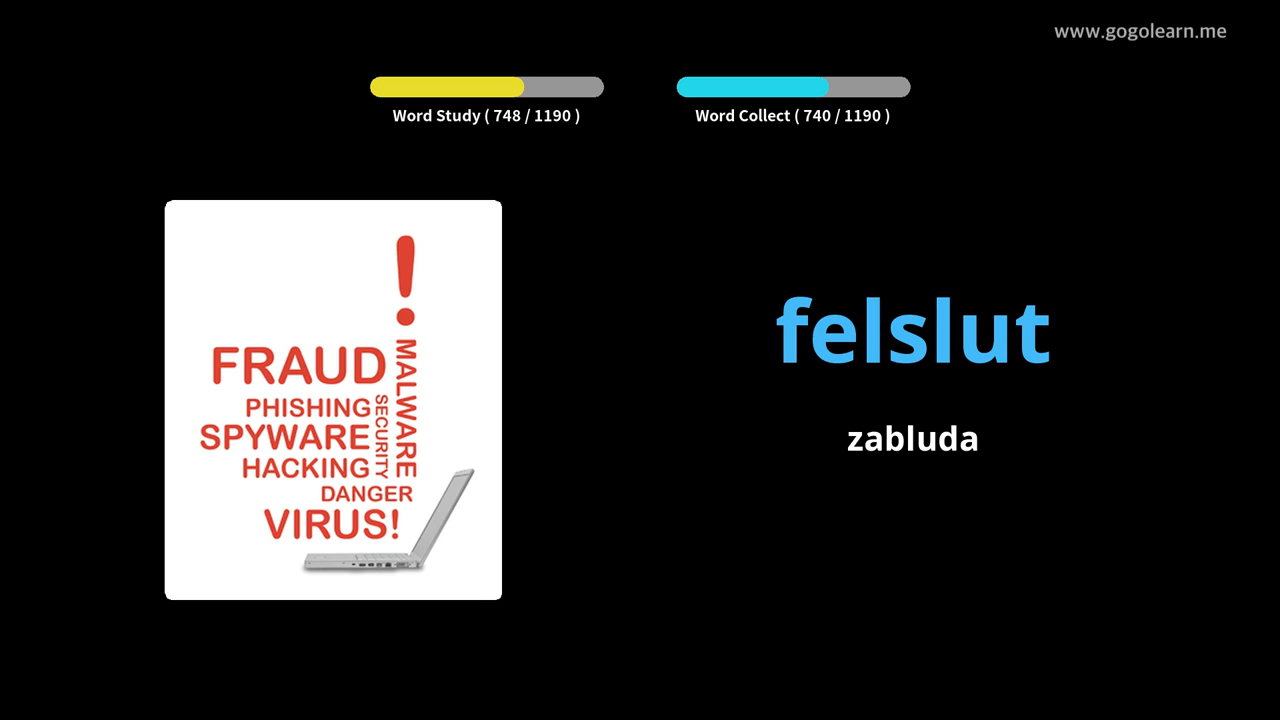 www.gogolearn.me
Word Study ( 748 / 1190 )
Word Collect ( 740 / 1190 )
!
FRAUD
MALWARE
PHISHING
SECURITY
SPYWARE
HACKING
DANGER
VIRUS!
felslut
zabluda